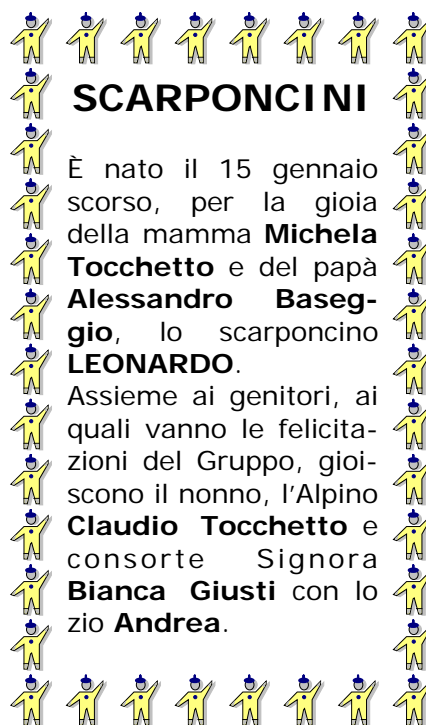 SCARPONCINI
È nato il 15 gennaio
scorso, per la gioia
della mamma Michela
Tocchetto e del papà
Alessandro Baseg-
gio, lo scarponcino
LEONARDO.
Assieme ai genitori, ai
quali vanno le felicita-
zioni del Gruppo, gioi-
scono il nonno, l'Alpino
Claudio Tocchetto e
consorte Signora
Bianca Giusti con lo
zio Andrea.